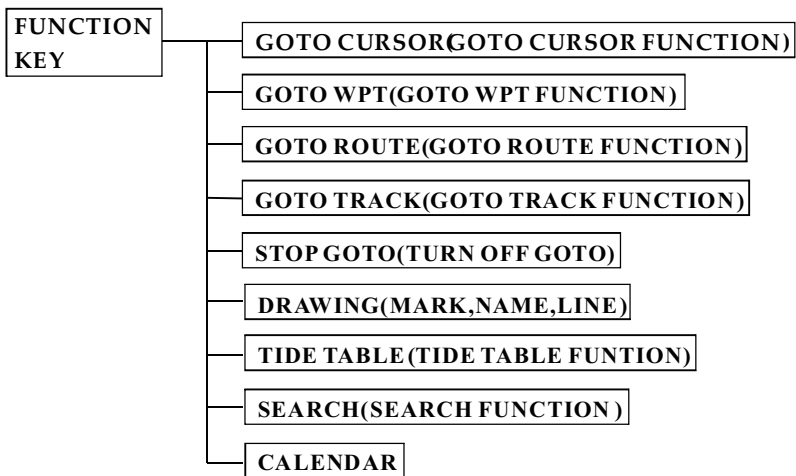 FUNCTION
KEY
GOTO CURSOR(GOTO CURSOR FUNCTION)
GOTO WPT(GOTO WPT FUNCTION)
GOTO ROUTE(GOTO ROUTE FUNCTION)
GOTO TRACK(GOTO TRACK FUNCTION)
STOP GOTO(TURN OFF GOTO)
DRAWING(MARK,NAME,LINE)
TIDE TABLE(TIDE TABLE FUNTION)
SEARCH(SEARCH FUNCTION)
CALENDAR